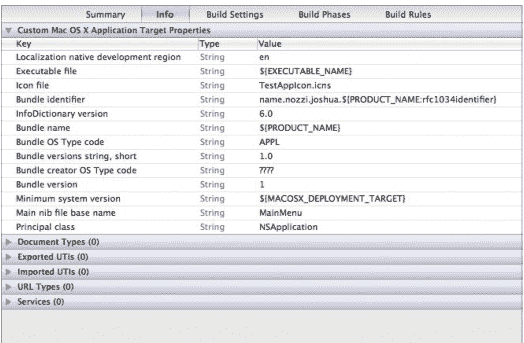 Summary Info Build Settings Build Phases Build Rules
Custom Mac OS X Application Target Properties
Key Type Value
Localization native development region String en
Executable file String ${EXECUTABLE_NAME}
Icon file String TestAppIcon.icns
Bundle identifier String name.nozzi.joshua.${PRODUCT_NAME:rfc1034identifier}
InfoDictionary version String 6.0
Bundle name String ${PRODUCT_NAME}
Bundle OS Type code String APPL
Bundle versions string, short String 1.0
Bundle creator OS Type code String ????
Bundle version String 1
Minimum system version String ${MACOSX_DEPLOYMENT_TARGET}
Main nib file base name String MainMenu
Principal class String NSApplication
Document Types (0)
Exported UTIs (0)
Imported UTIs (0)
URL Types (0)
Services (0)